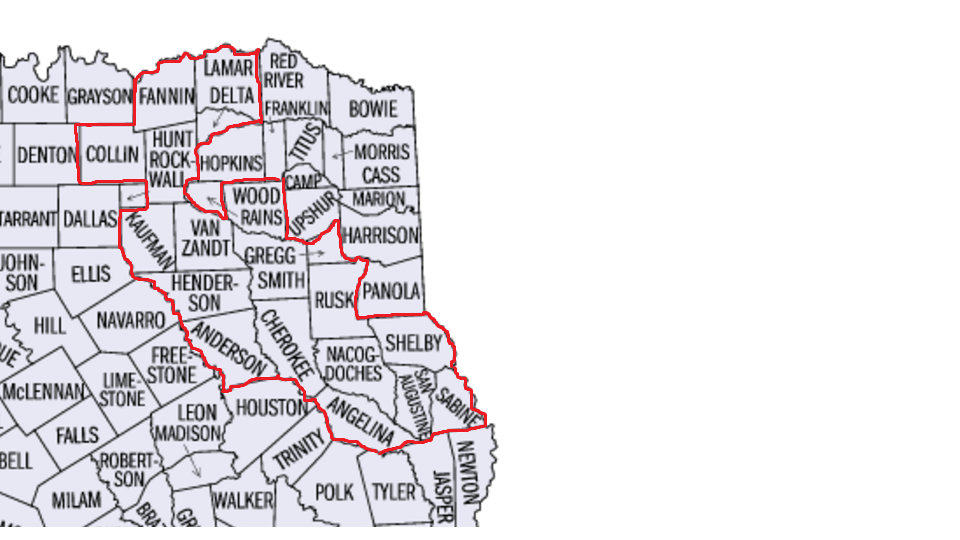 COOKE
GRAYSON
FANNIN
LAMAR
RED
RIVER
DELTA
FRANKLIN
BOWIE
DENTON
COLLIN
HUNT
ROCK-
WALL
HOPKINS
TITUS
MORRIS
CASS
CAMP
MARION
TARRANT
DALLAS
KAUFMAN
VAN
ZANDT
WOOD
RAINS
UPSHUR
HARRISON
GREGG
SMITH
JOHN-
SON
ELLIS
HENDER-
SON
RUSK
PANOLA
HILL
NAVARRO
ANDERSON
CHEROKEE
NACOG-
DOCHES
SHELBY
UE
McLENNAN
LIME-
STONE
FREE-
STONE
LEON
MADISON
HOUSTON
ANGELINA
SAN
AUGUSTINE
SABINE
FALLS
BELL
ROBERT-
SON
TRINITY
MILAM
BRAZ
GR
WALKER
POLK
TYLER
JASPER
NEWTON